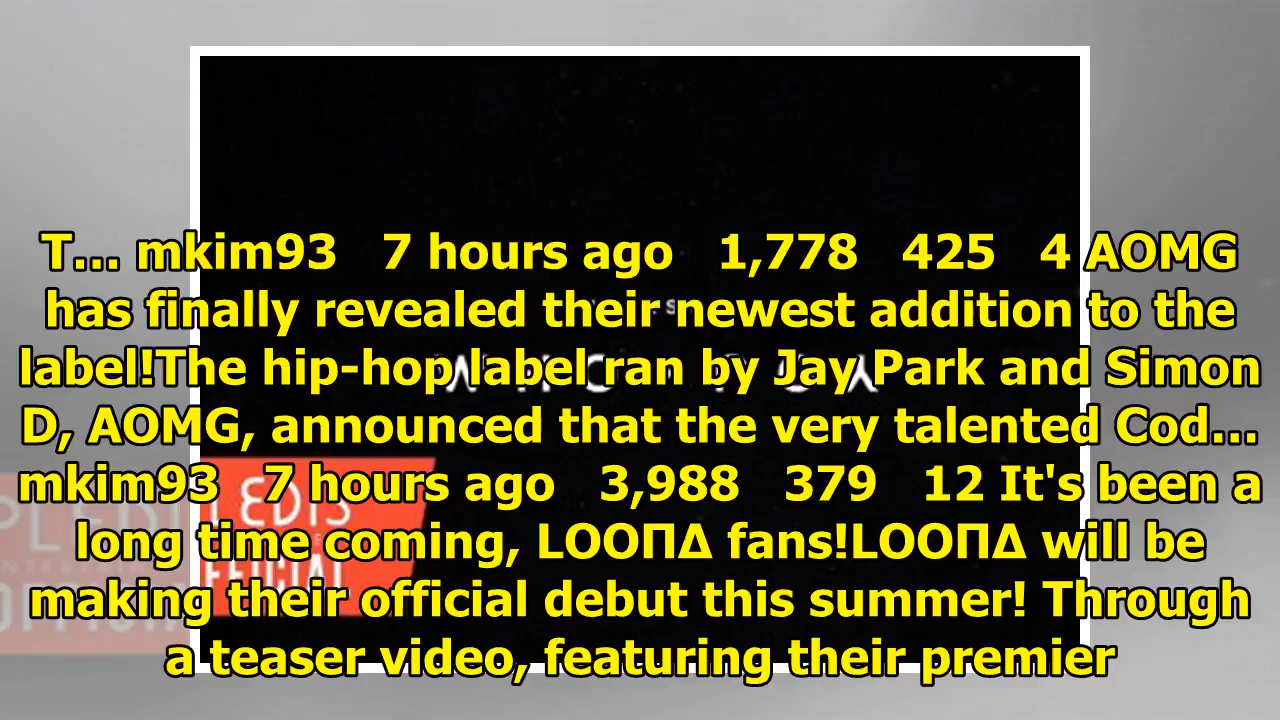 T... mkim93 7 hours ago 1,778 425 4 AOMG
has finally revealed their newest addition to the
label!The hip-hop label ran by Jay Park and Simon
D, AOMG, announced that the very talented Cod...
mkim93 7 hours ago 3,988 379 12 It's been a
long time coming, LOOΠΔ fans!LOOΠΔ will be
making their official debut this summer! Through
a teaser video, featuring their premier